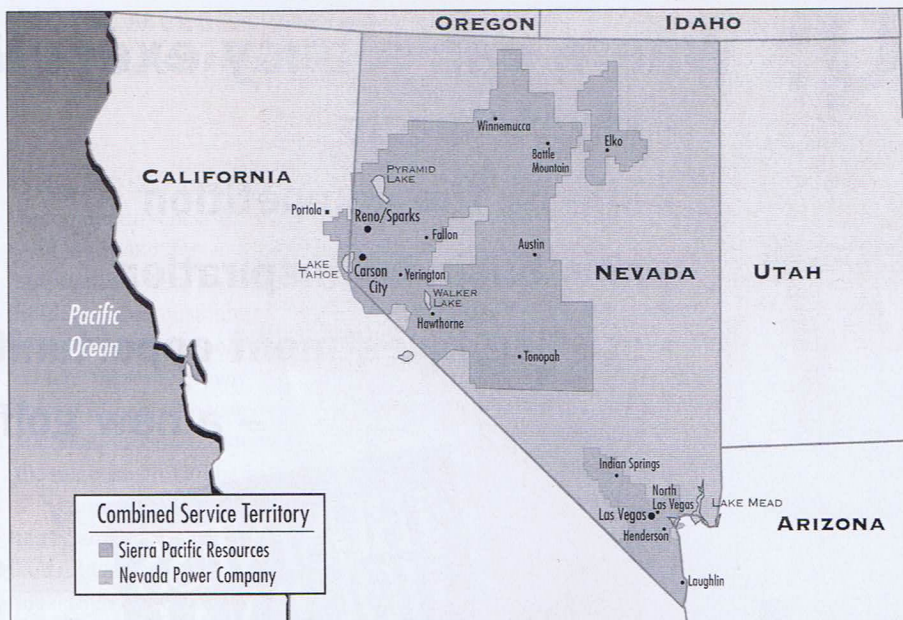 OREGON
IDAHO
Winnemucca
Elko
Battle
Mountain
PYRAMID
LAKE
CALIFORNIA
Portola
Reno/Sparks
Fallon
Austin
LAKE
TAHOE
Carson
City
Yerington
NEVADA
UTAH
WALKER
LAKE
Hawthorne
Pacific
Ocean
Tonopah
Indian Springs
North
Las Vegas
LAKE MEAD
Las Vegas
Henderson
ARIZONA
Laughlin
Combined Service Territory
Sierra Pacific Resources
Nevada Power Company